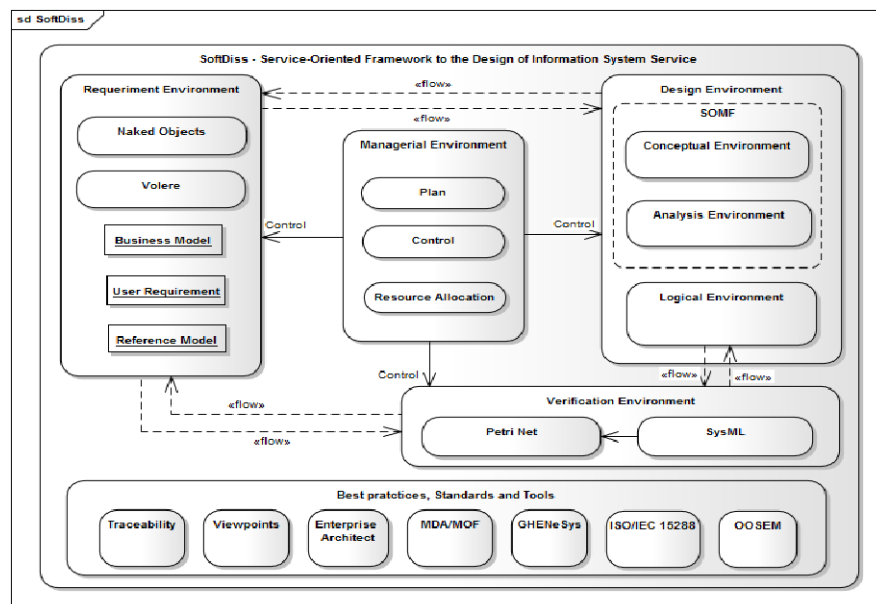 sd SoftDiss
SoftDiss - Service-Oriented Framework to the Design of Information System Service
Requeriment Environment
Naked Objects
Volere
Business Model
User Requirement
Reference Model
«flow»
«flow»
Managerial Environment
Plan
Control
Resource Allocation
Control
Control
Control
Design Environment
SOMF
Conceptual Environment
Analysis Environment
Logical Environment
«flow»
«flow»
«flow»
«flow»
Verification Environment
Petri Net
SysML
Best pratctices, Standards and Tools
Traceability
Viewpoints
Enterprise
Architect
MDA/MOF
GHENeSys
ISO/IEC 15288
OOSEM